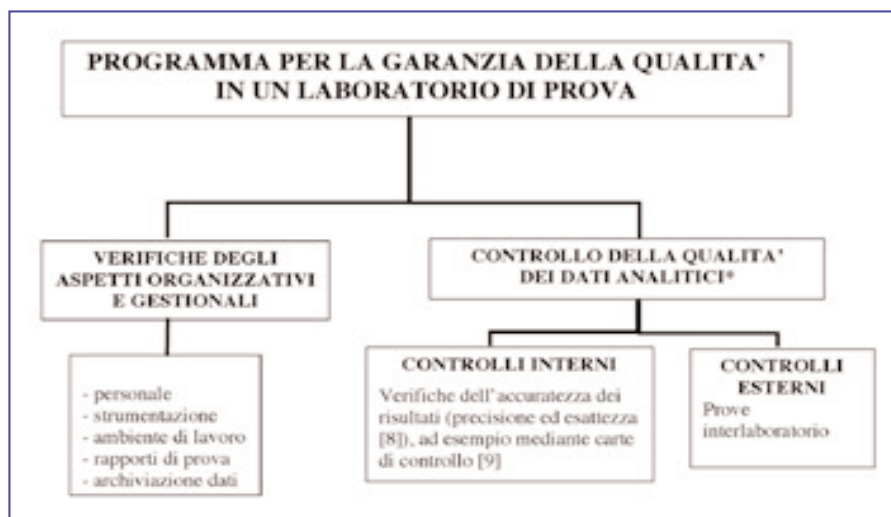 PROGRAMMA PER LA GARANZIA DELLA QUALITA'
IN UN LABORATORIO DI PROVA
VERIFICHE DEGLI
ASPETTI ORGANIZZATIVI
E GESTIONALI
- personale
- strumentazione
- ambiente di lavoro
- rapporti di prova
- archiviazione dati
CONTROLLO DELLA QUALITA'
DEI DATI ANALITICI*
CONTROLLI INTERNI
Verifiche dell'accuratezza dei
risultati (precisione ed esattezza
[8]), ad esempio mediante carte
di controllo [9]
CONTROLLI
ESTERNI
Prove
interlaboratorio